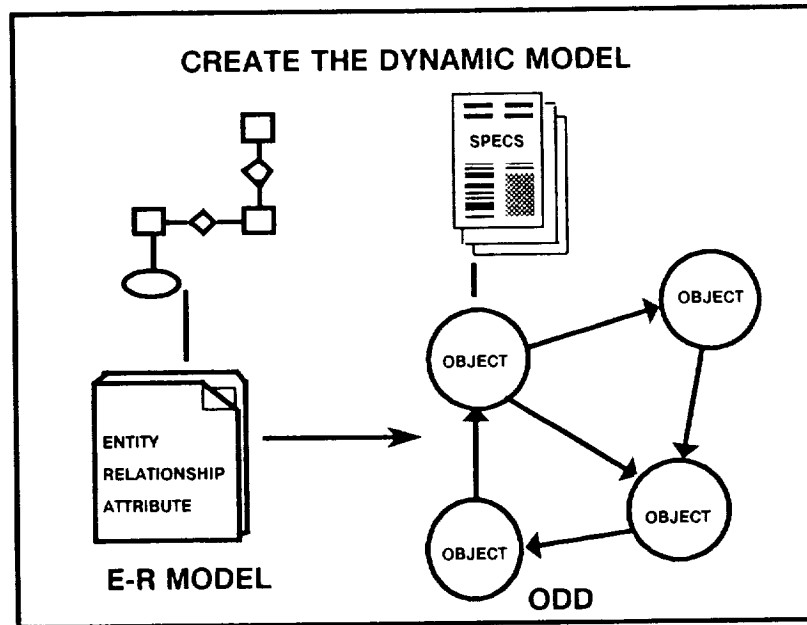 CREATE THE DYNAMIC MODEL
SPECS
OBJECT
OBJECT
ENTITY
RELATIONSHIP
ATTRIBUTE
OBJECT
OBJECT
E-R MODEL
ODD